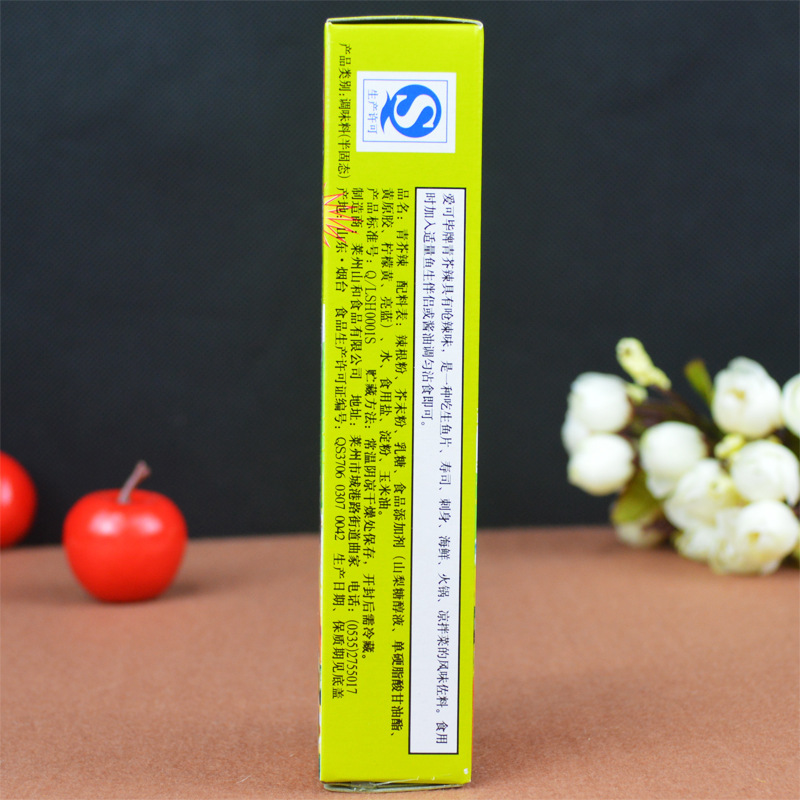 产品类别：调味料(半固态)
生产许可
爱可毕牌青芥辣具有呛辣味，是一种吃生鱼片、寿司、刺身、海鲜、火锅、凉拌菜的风味佐料。食用
时加入适量鱼生伴侣或酱油调匀沾食即可。
品名：青芥辣 配料表：辣根粉、芥末粉、乳糖、食品添加剂（山梨糖醇液、单硬脂酸甘油酯、
黄原胶、柠檬黄、亮蓝）、水、食用盐、淀粉、玉米油。
产品标准号：Q/LSH0001S 贮藏方法：常温阴凉干燥处保存，开封后需冷藏。
制造商：莱州山和食品有限公司 地址：莱州市城港路街道曲家 电话：(0535)2755017
产地：山东·烟台 食品生产许可证编号：QS3706 0307 0042 生产日期、保质期见底盖